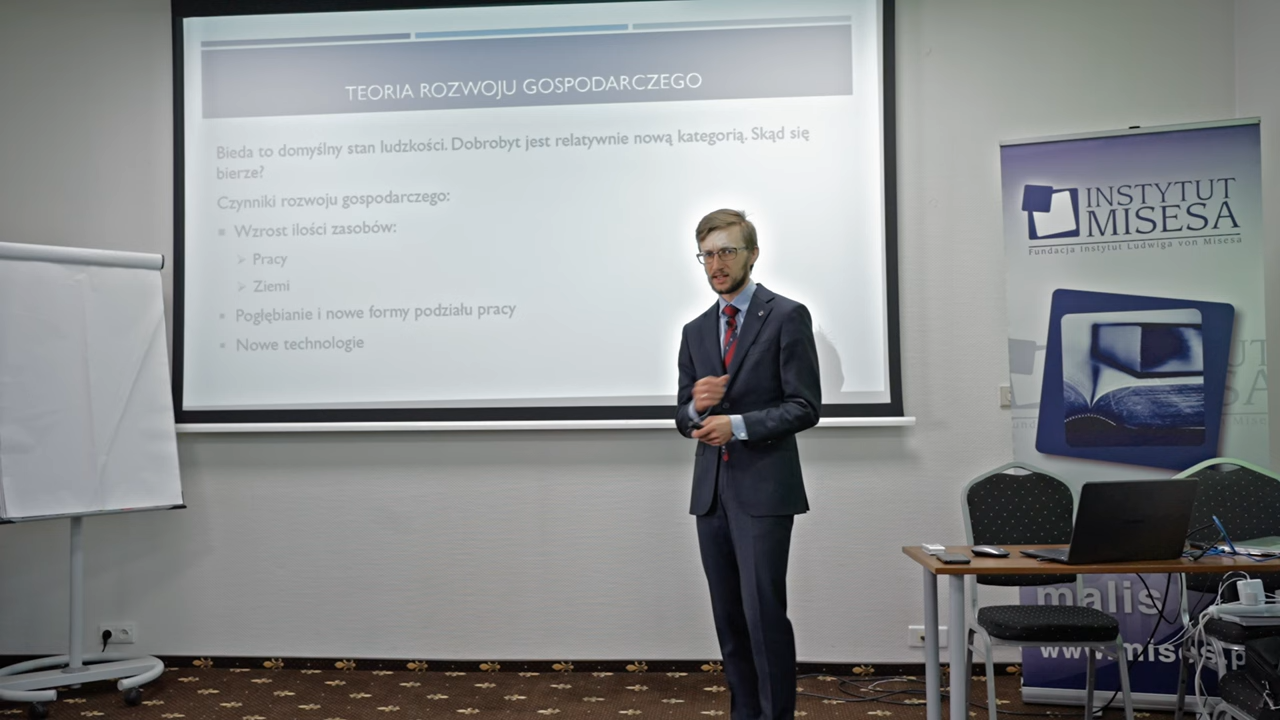 TEORIA ROZWOJU GOSPODARCZEGO
Bieda to domyślny stan ludzkości. Dobrobyt jest relatywnie nową kategorią. Skąd się
bierze?
Czynniki rozwoju gospodarczego:
Wzrost ilości zasobów:
Pracy
Ziemi
Pogłębianie i nowe formy podziału pracy
Nowe technologie
INSTYTUT
MISESA
Fundacja Instytut Ludwiga von Misesa
malis
www.mises.p